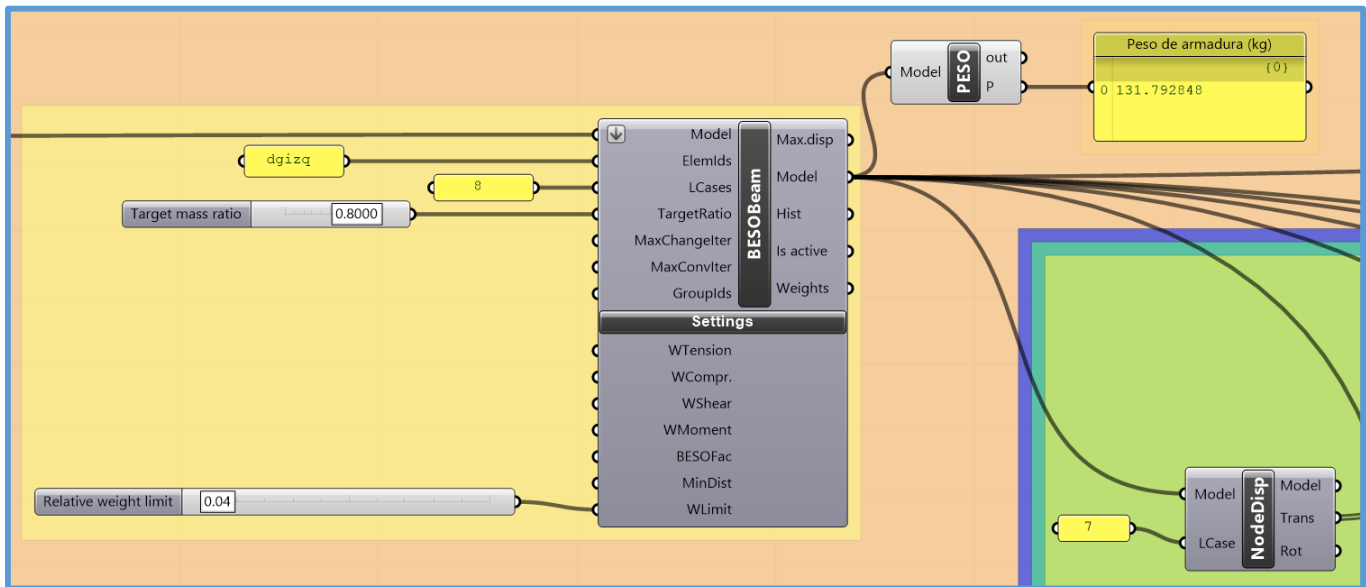 Peso de armadura (kg)
{0}
0 131.792848
Model
PESO
out
P
dgizq
8
Target mass ratio 0.8000
Relative weight limit 0.04
Model
ElemIds
LCases
TargetRatio
MaxChangeIter
MaxConvIter
GroupIds
BESOBeam
Max.disp
Model
Hist
Is active
Weights
Settings
WTension
WCompr.
WShear
WMoment
BESOFac
MinDist
WLimit
7
Model
LCase
NodeDisp
Model
Trans
Rot